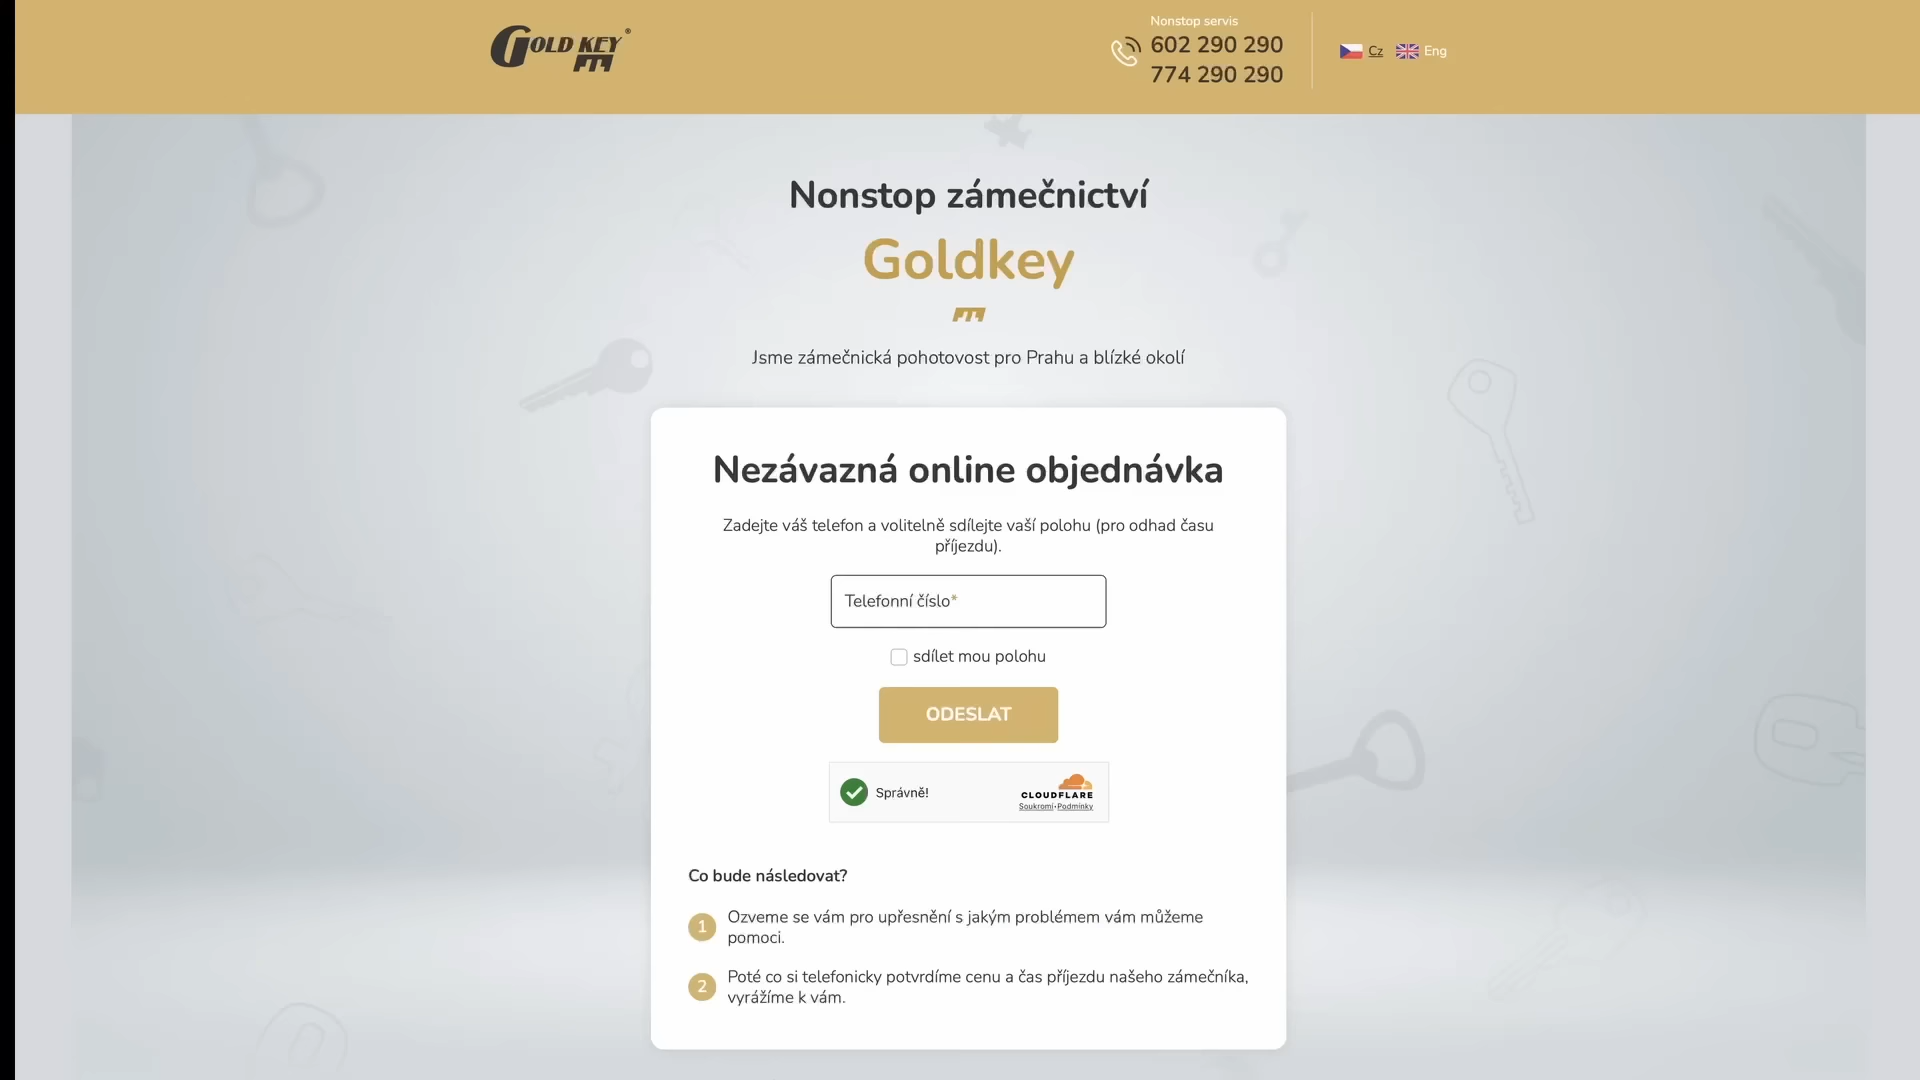 GOLD KEY®
Nonstop servis
602 290 290
774 290 290
Cz
Eng
Nonstop zámečnictví
Goldkey
Jsme zámečnická pohotovost pro Prahu a blízké okolí
Nezávazná online objednávka
Zadejte váš telefon a volitelně sdílejte vaší polohu (pro odhad času
příjezdu).
Telefonní číslo*
sdílet mou polohu
ODESLAT
Správně!
CLOUDFLARE
Soukromí • Podmínky
Co bude následovat?
1 Ozveme se vám pro upřesnění s jakým problémem vám můžeme
pomoci.
2 Poté co si telefonicky potvrdíme cenu a čas příjezdu našeho zámečníka,
vyrážíme k vám.